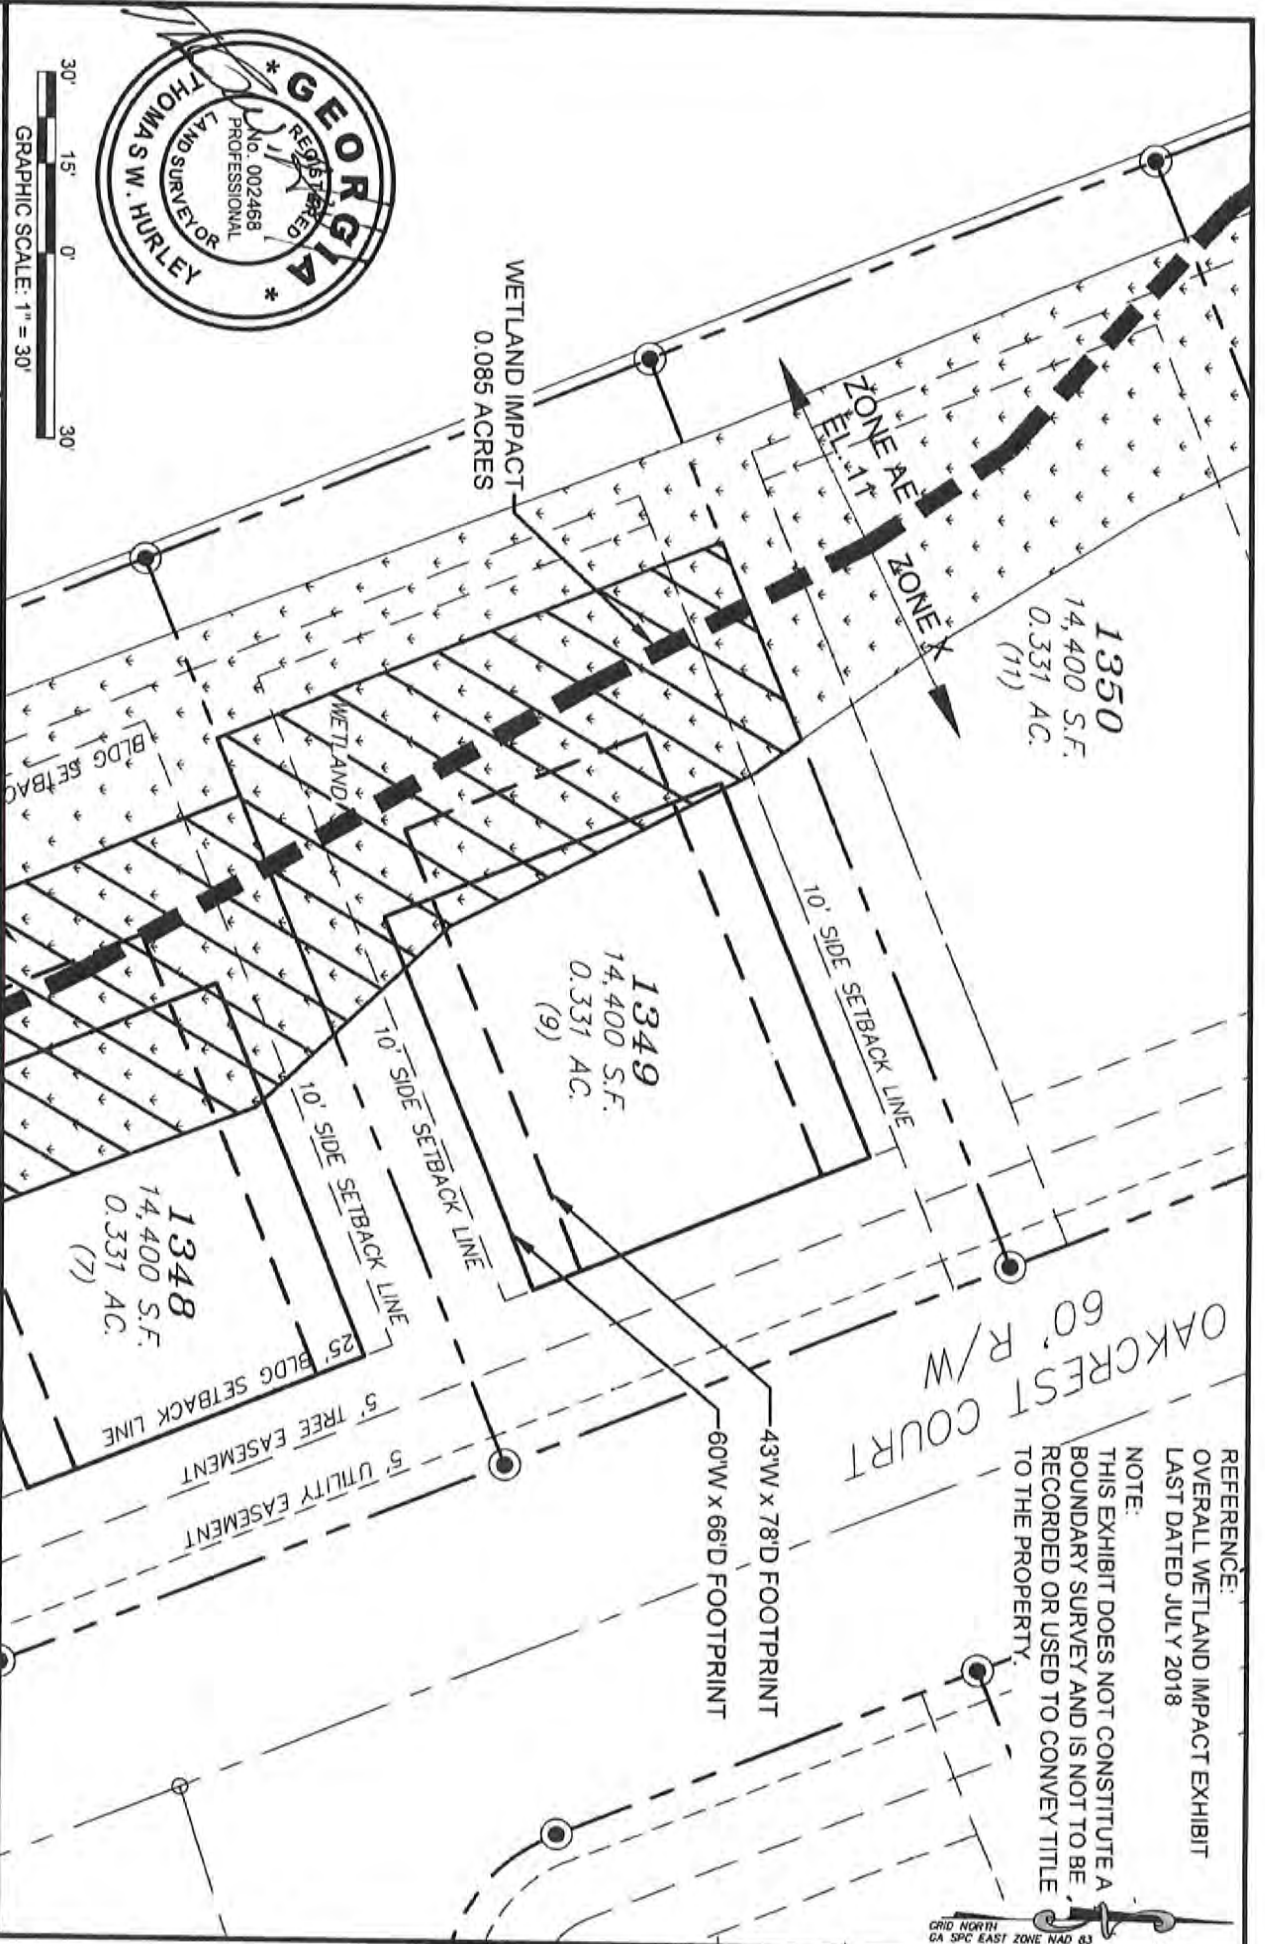 REFERENCE:
OVERALL WETLAND IMPACT EXHIBIT
LAST DATED JULY 2018
NOTE:
THIS EXHIBIT DOES NOT CONSTITUTE A
BOUNDARY SURVEY AND IS NOT TO BE
RECORDED OR USED TO CONVEY TITLE
TO THE PROPERTY.
GRID NORTH
GA SPC EAST ZONE NAD 83
OAKCREST COURT
60' R/W
1350
14,400 S.F.
0.331 AC.
(11)
ZONE AE
EL. 11
ZONE X
10' SIDE SETBACK LINE
43'W x 78'D FOOTPRINT
60'W x 66'D FOOTPRINT
1349
14,400 S.F.
0.331 AC.
(9)
WETLAND IMPACT
0.085 ACRES
WETLAND
10' SIDE SETBACK LINE
10' SIDE SETBACK LINE
1348
14,400 S.F.
0.331 AC.
(7)
BLDG SETBAC
25' BLDG SETBACK LINE
5' TREE EASEMENT
5' UTILITY EASEMENT
* GEORGIA *
REGISTERED
No. 002468
PROFESSIONAL
LAND SURVEYOR
THOMAS W. HURLEY
30' 15' 0' 30'
GRAPHIC SCALE: 1" = 30'